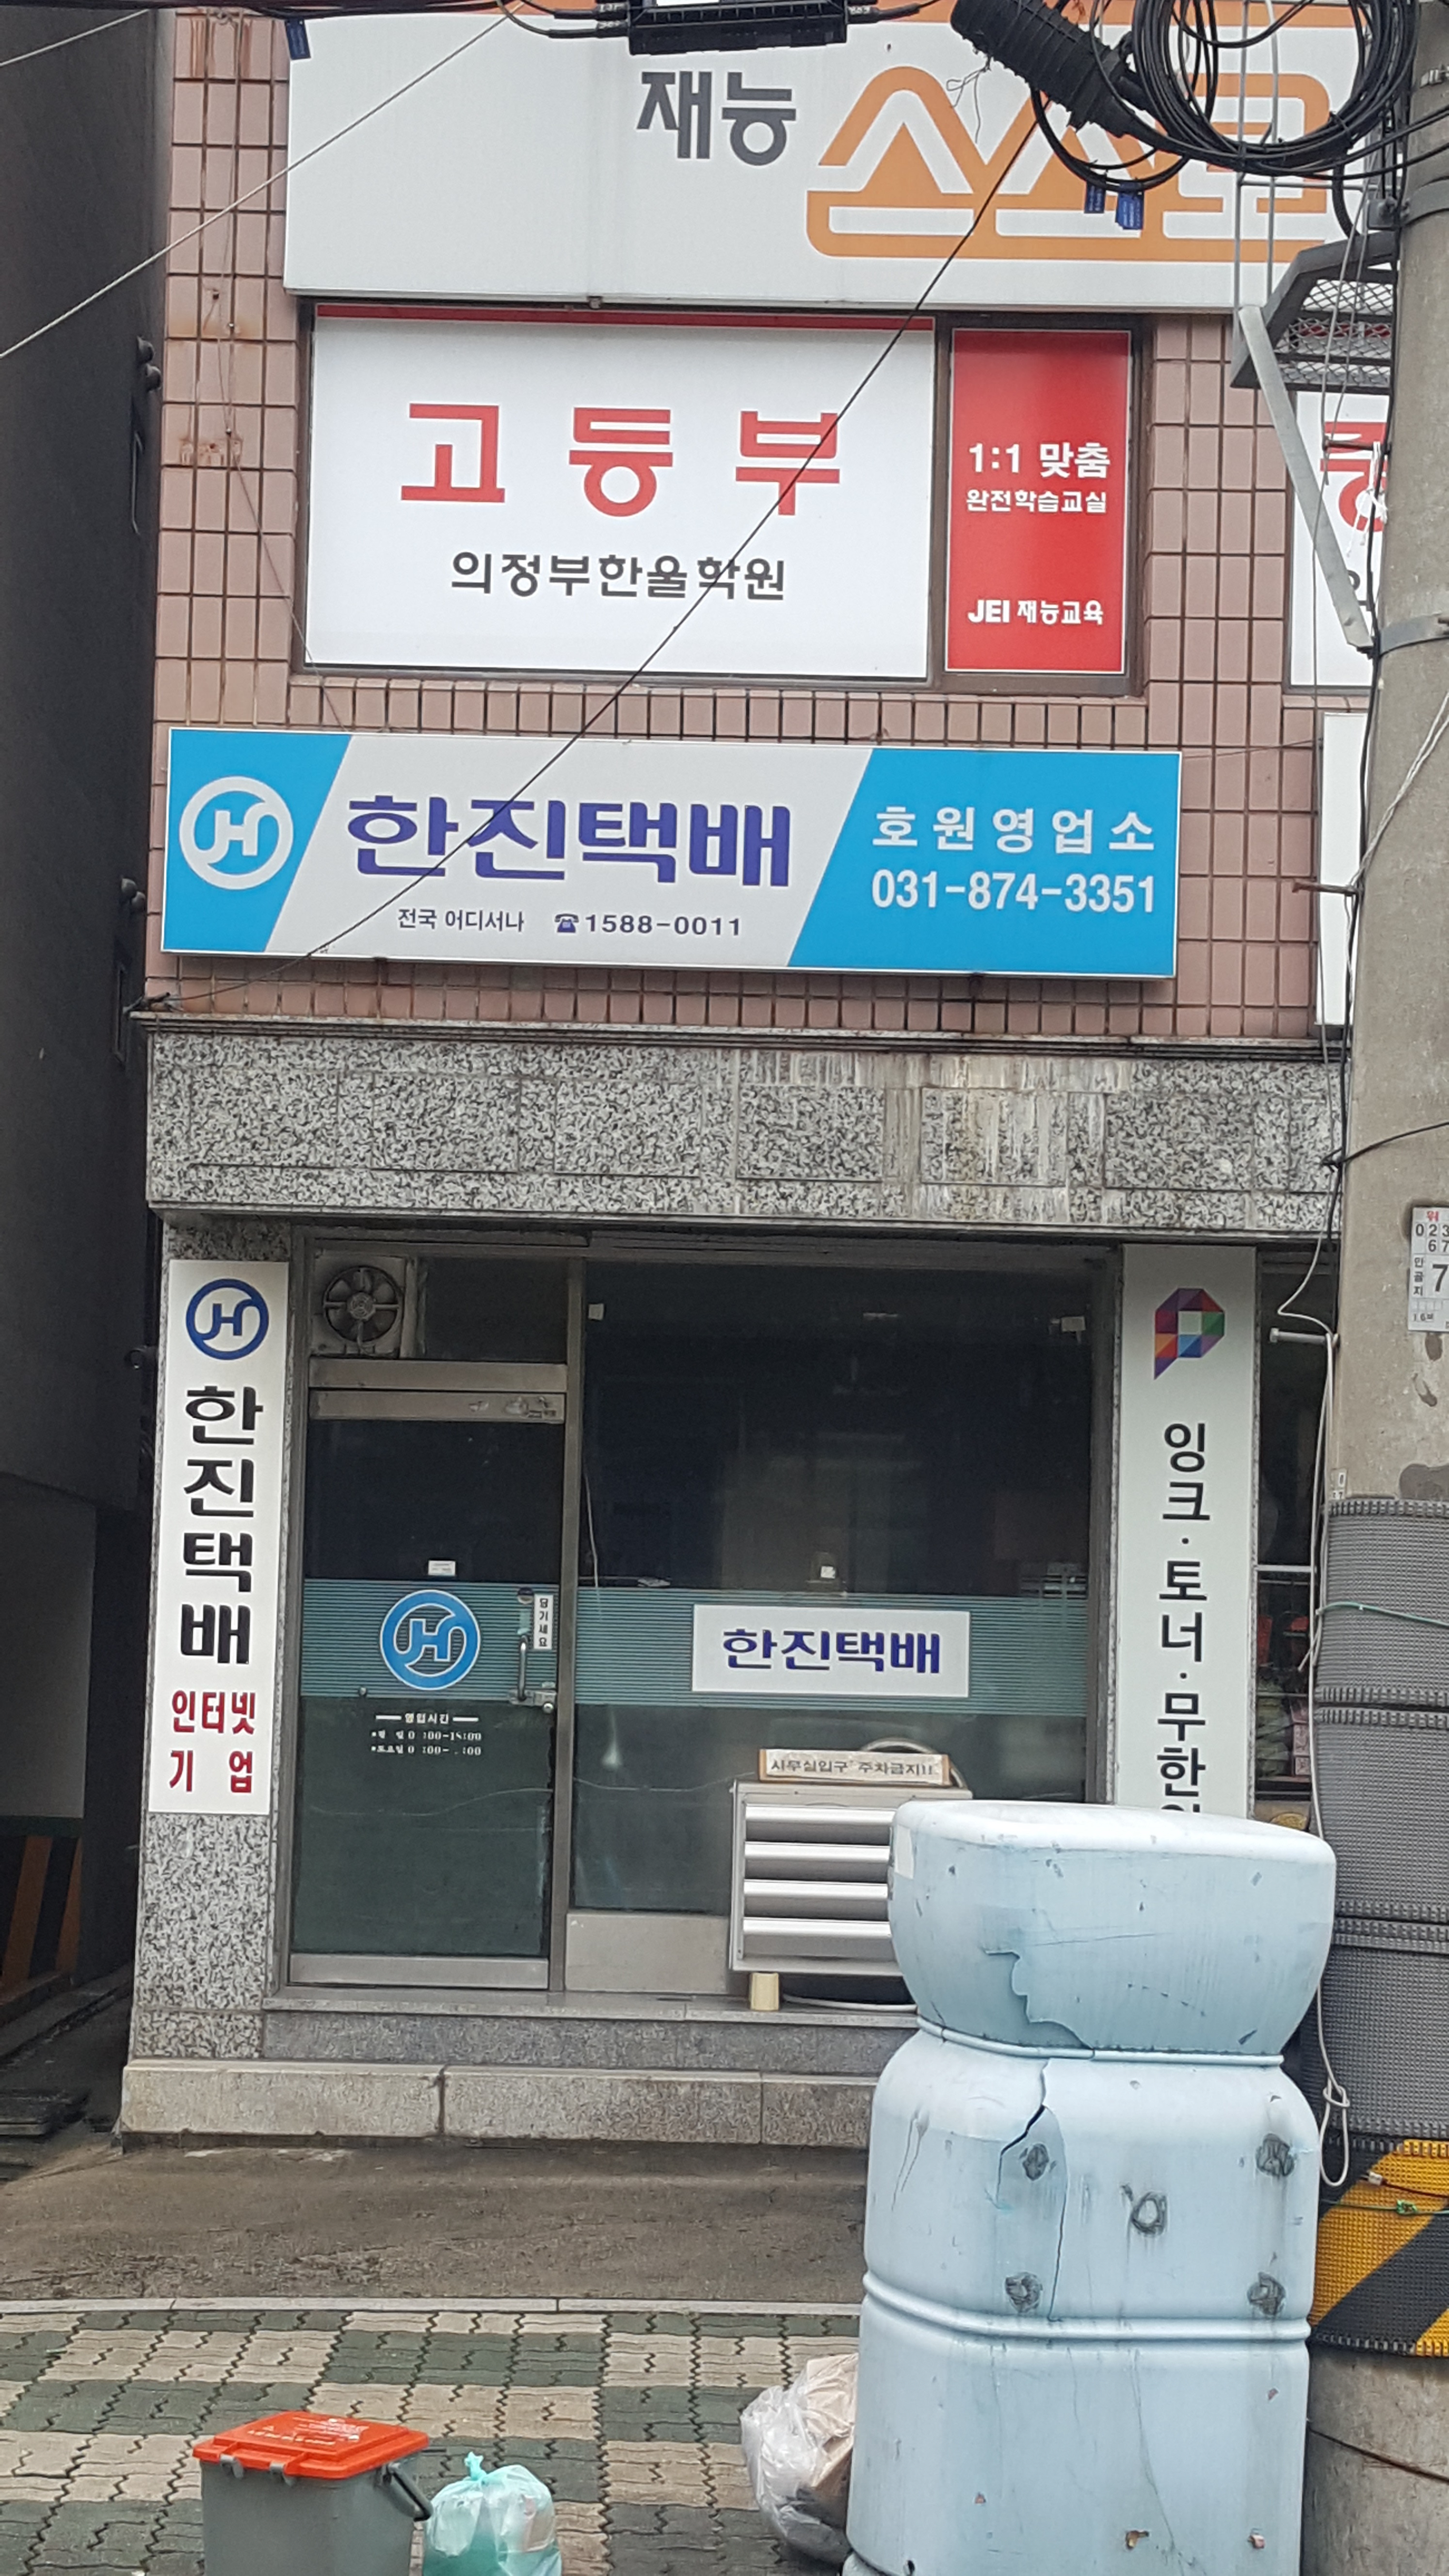 재능
스스로
고등부
의정부한울학원
1:1 맞춤
완전학습교실
JEI 재능교육
한진택배
전국 어디서나 ☎1588-0011
호원영업소
031-874-3351
한진택배
인터넷
기업
당기세요
한진택배
영업시간
사무실입구 주차금지!!
잉크·토너·무한